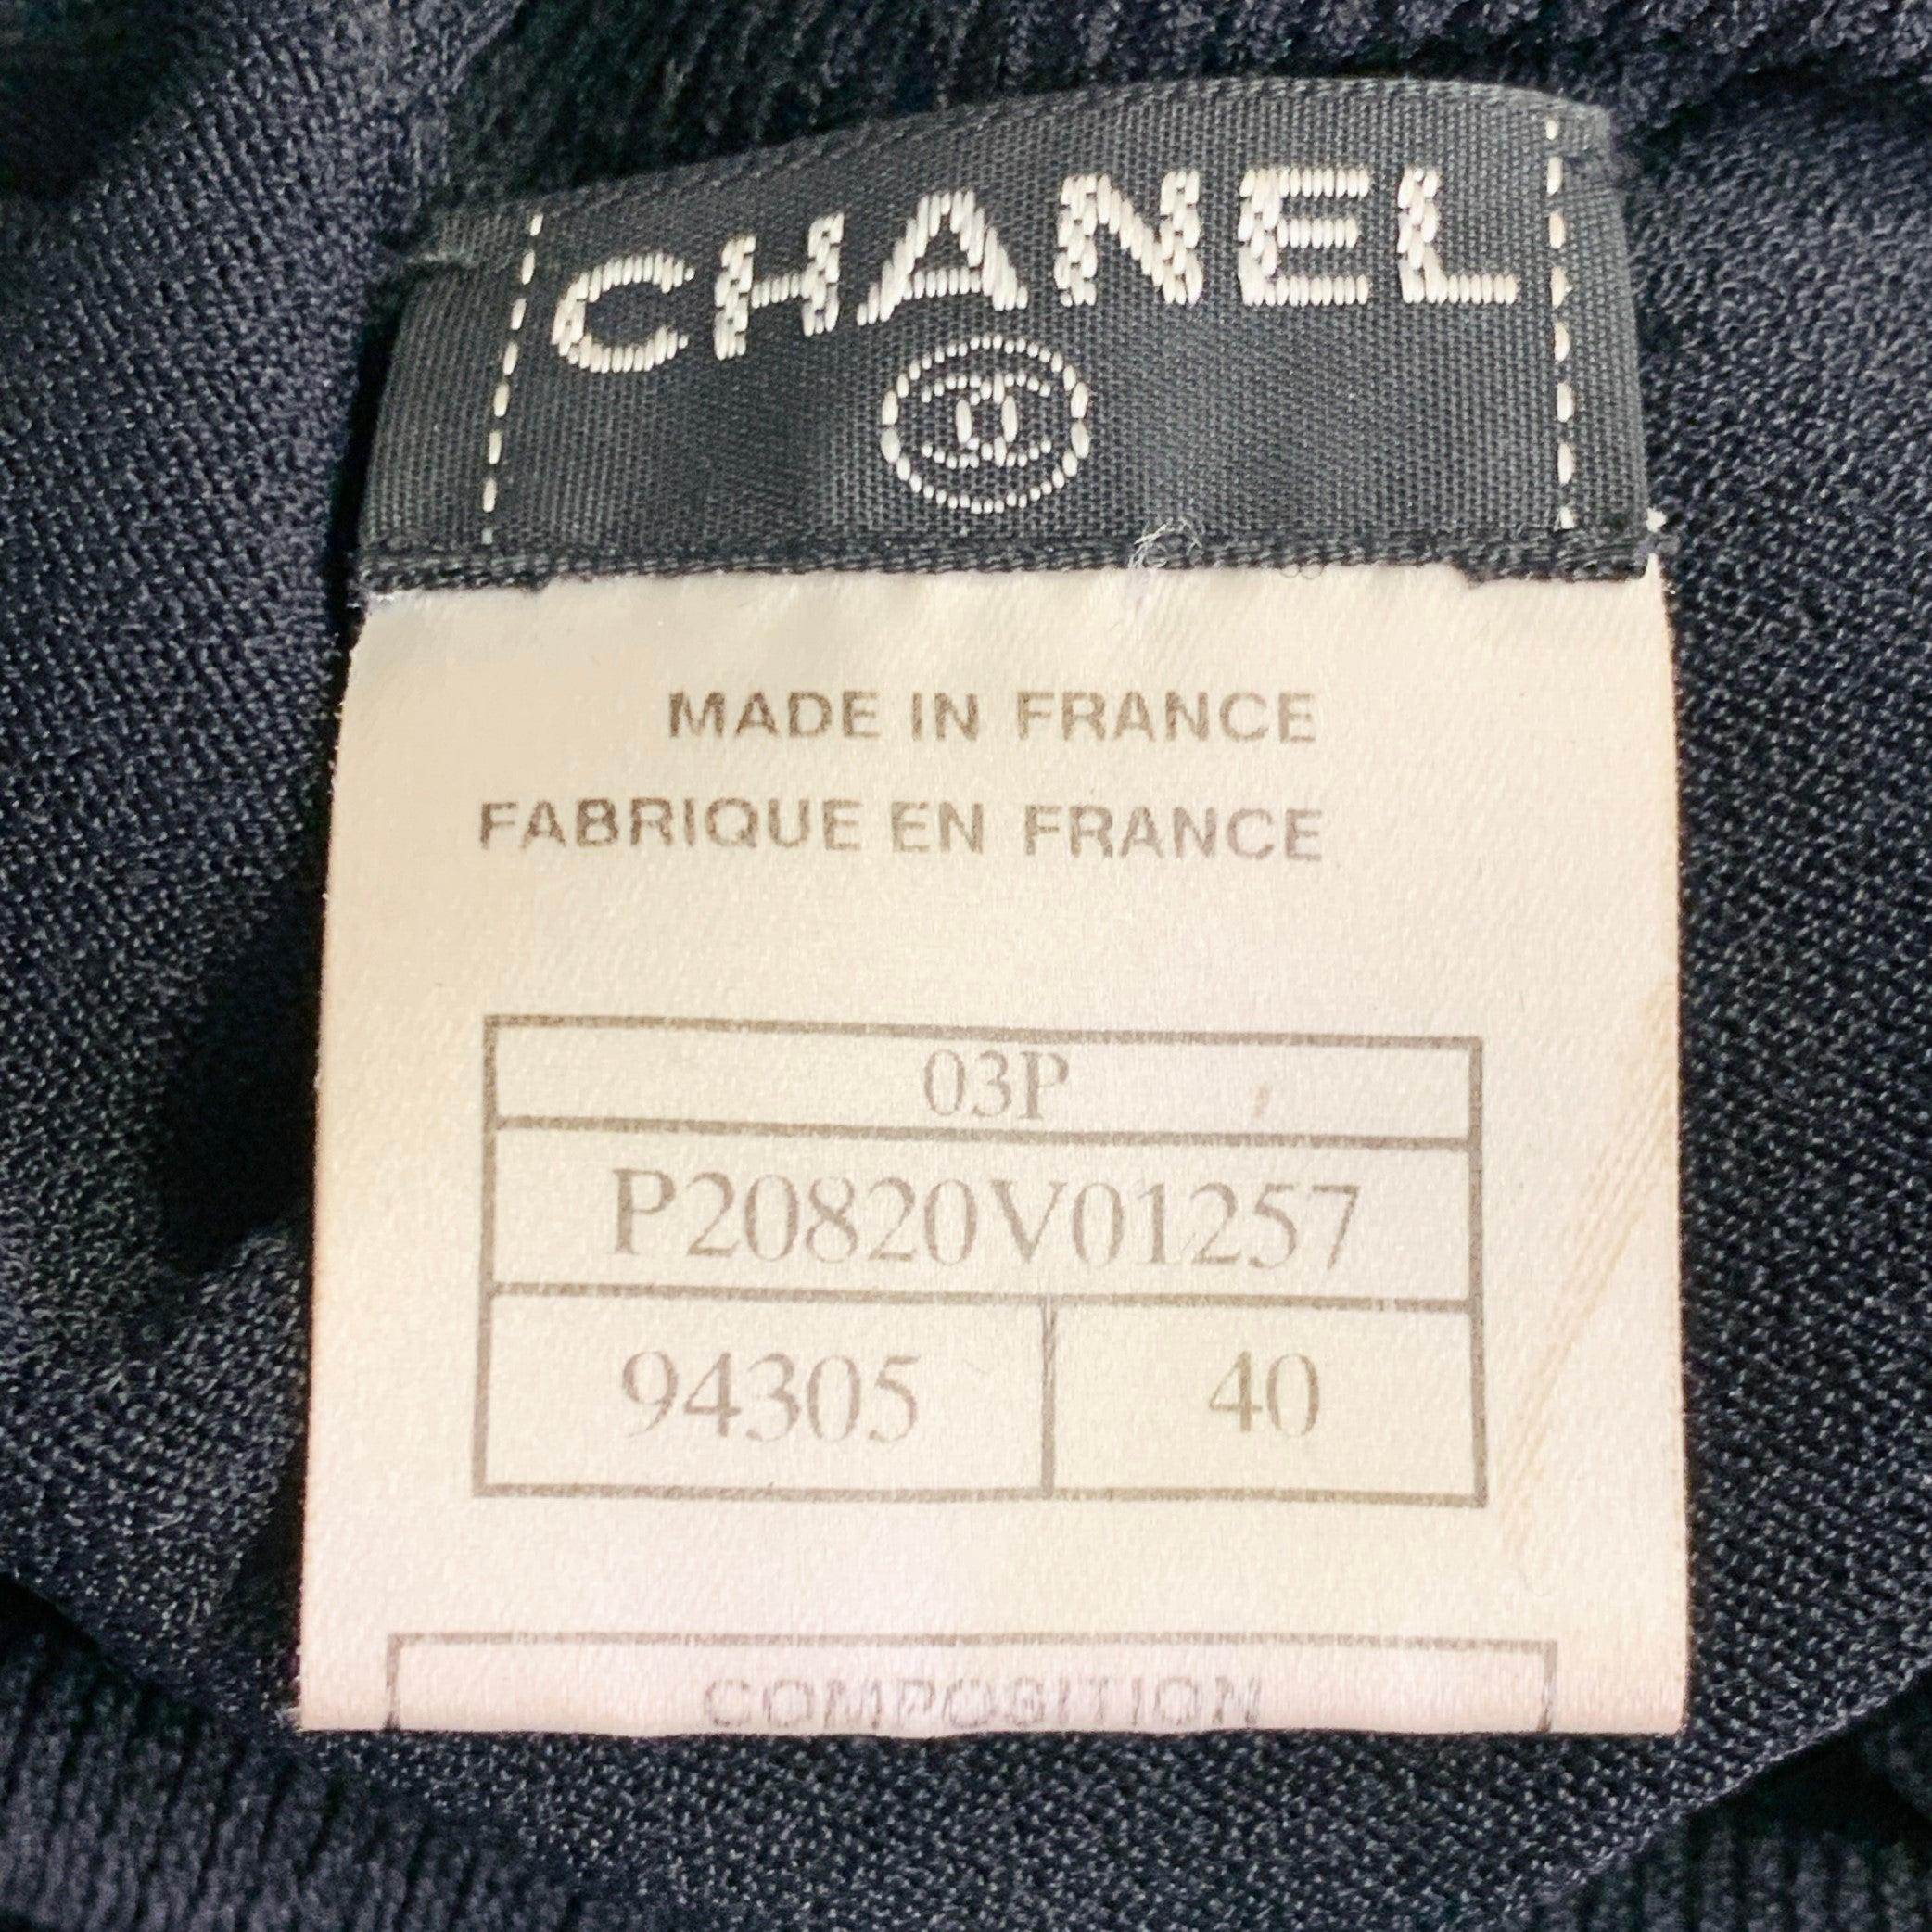 CHANEL
MADE IN FRANCE
FABRIQUE EN FRANCE
03P
P20820V01257
94305 40
COMPOSITION